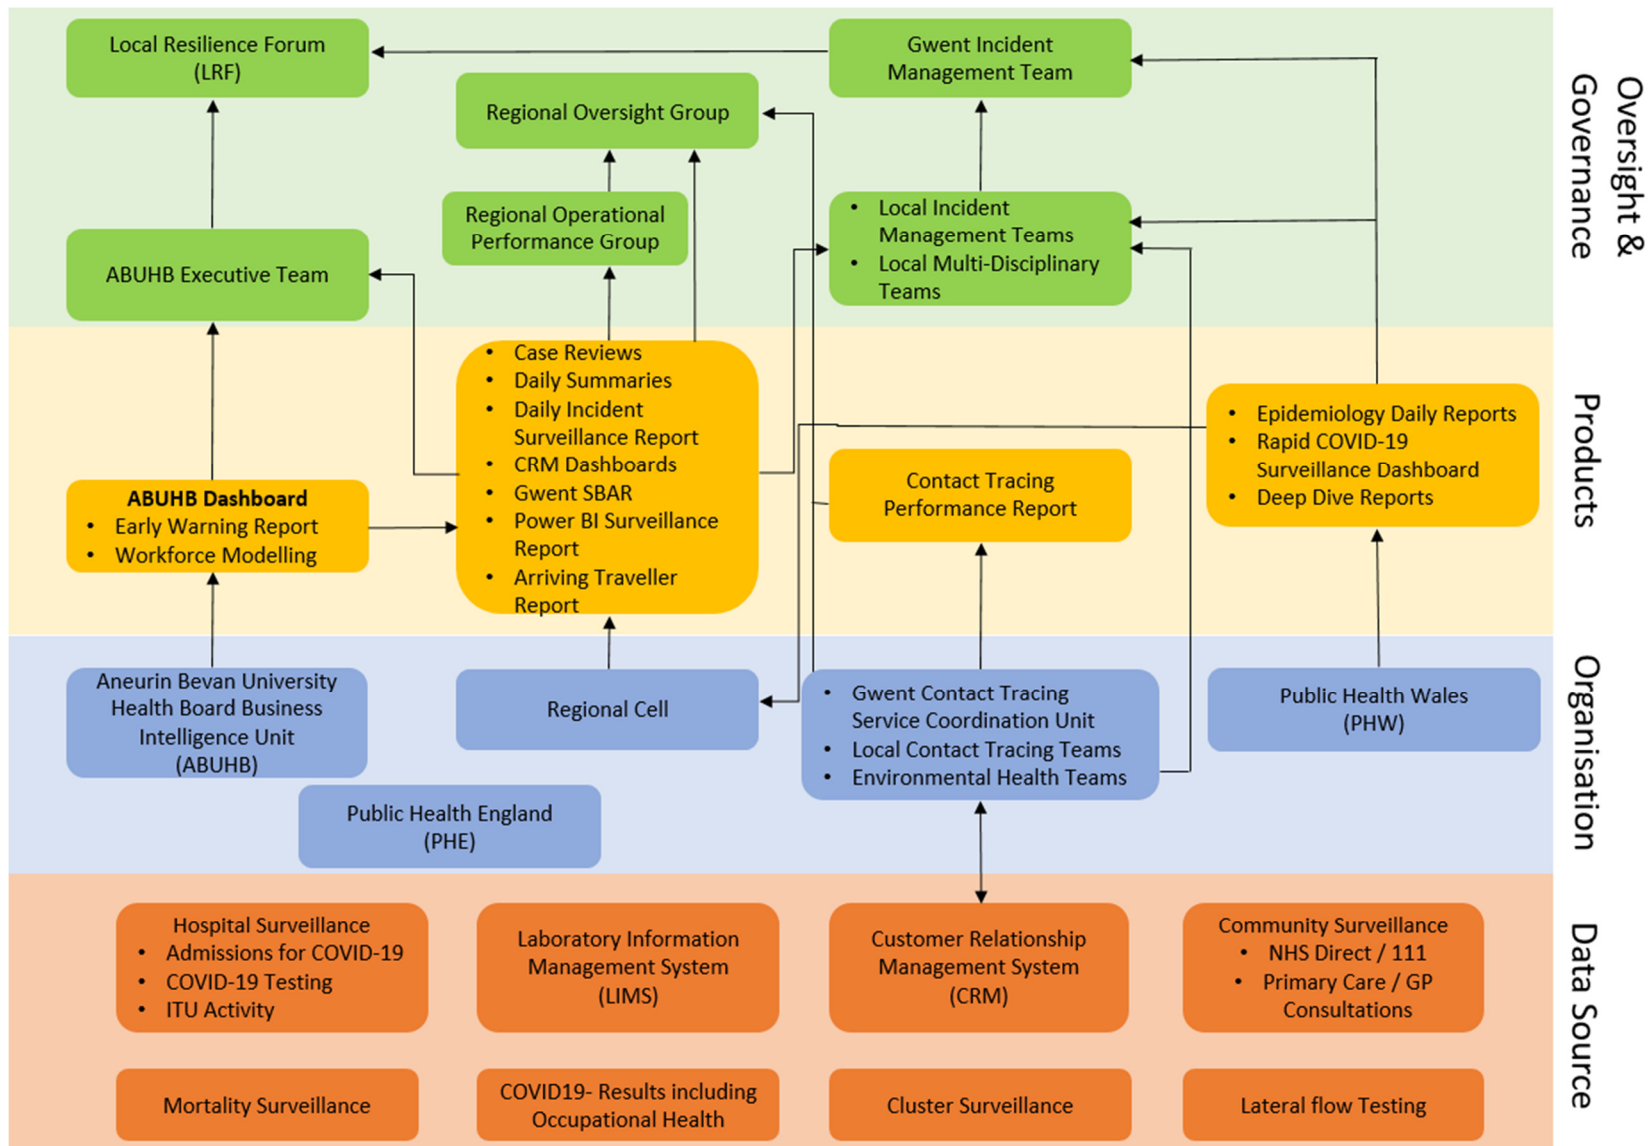 Local Resilience Forum
(LRF)
Gwent Incident
Management Team
Regional Oversight Group
Regional Operational
Performance Group
• Local Incident
Management Teams
• Local Multi-Disciplinary
Teams
ABUHB Executive Team
Oversight &
Governance
• Case Reviews
• Daily Summaries
• Daily Incident
Surveillance Report
• CRM Dashboards
• Gwent SBAR
• Power BI Surveillance
Report
• Arriving Traveller
Report
ABUHB Dashboard
• Early Warning Report
• Workforce Modelling
Contact Tracing
Performance Report
• Epidemiology Daily Reports
• Rapid COVID-19
Surveillance Dashboard
• Deep Dive Reports
Products
Aneurin Bevan University
Health Board Business
Intelligence Unit
(ABUHB)
Regional Cell
• Gwent Contact Tracing
Service Coordination Unit
• Local Contact Tracing Teams
• Environmental Health Teams
Public Health Wales
(PHW)
Public Health England
(PHE)
Organisation
Hospital Surveillance
• Admissions for COVID-19
• COVID-19 Testing
• ITU Activity
Laboratory Information
Management System
(LIMS)
Customer Relationship
Management System
(CRM)
Community Surveillance
• NHS Direct / 111
• Primary Care / GP
Consultations
Mortality Surveillance
COVID19- Results including
Occupational Health
Cluster Surveillance
Lateral flow Testing
Data Source